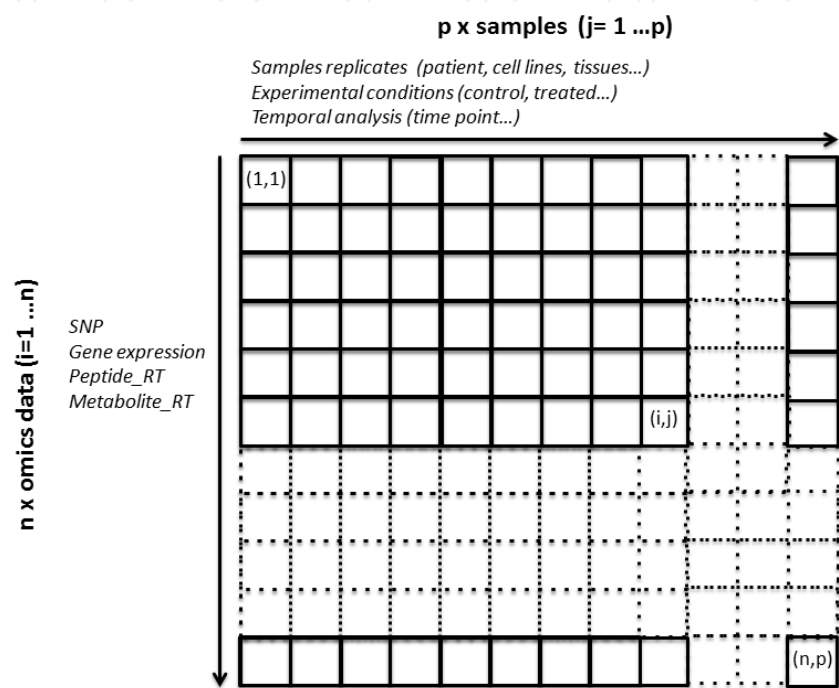 p x samples (j= 1 ...p)
Samples replicates (patient, cell lines, tissues...)
Experimental conditions (control, treated...)
Temporal analysis (time point...)
(1,1)
n x omics data (i=1 ...n)
SNP
Gene expression
Peptide_RT
Metabolite_RT
(i,j)
(n,p)